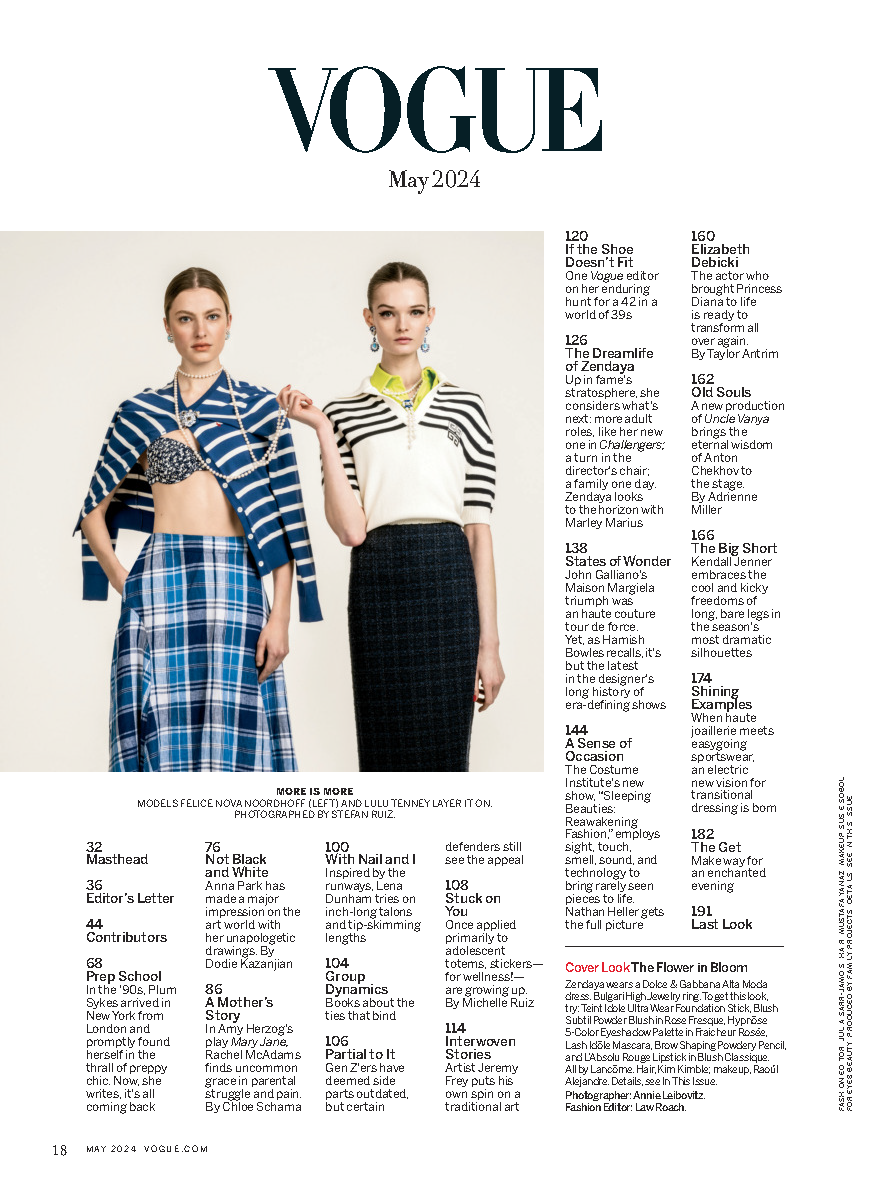 VOGUE
May 2024
MORE IS MORE
MODELS FELICE NOVA NOORDHOFF (LEFT) AND LULU TENNEY LAYER IT ON.
PHOTOGRAPHED BY STEFAN RUIZ.
32
Masthead
36
Editor's Letter
44
Contributors
68
Prep School
In the '90s, Plum
Sykes arrived in
New York from
London and
promptly found
herself in the
thrall of preppy
chic. Now, she
writes, it's all
coming back
76
Not Black
and White
Anna Park has
made a major
impression on the
art world with
her unapologetic
drawings. By
Dodie Kazanjian
86
A Mother's
Story
In Amy Herzog's
play Mary Jane,
Rachel McAdams
finds uncommon
grace in parental
struggle and pain.
By Chloe Schama
100
With Nail and I
Inspired by the
runways, Lena
Dunham tries on
inch-long talons
and tip-skimming
lengths
104
Group
Dynamics
Books about the
ties that bind
106
Partial to It
Gen Z'ers have
deemed side
parts outdated,
but certain
defenders still
see the appeal
108
Stuck on
You
Once applied
primarily to
adolescent
totems, stickers—
for wellness!—
are growing up.
By Michelle Ruiz
114
Interwoven
Stories
Artist Jeremy
Frey puts his
own spin on a
traditional art
120
If the Shoe
Doesn't Fit
One Vogue editor
on her enduring
hunt for a 42 in a
world of 39s
126
The Dreamlife
of Zendaya
Up in fame's
stratosphere, she
considers what's
next: more adult
roles, like her new
one in Challengers;
a turn in the
director's chair;
a family one day.
Zendaya looks
to the horizon with
Marley Marius
138
States of Wonder
John Galliano's
Maison Margiela
triumph was
an haute couture
tour de force.
Yet, as Hamish
Bowles recalls, it's
but the latest
in the designer's
long history of
era-defining shows
144
A Sense of
Occasion
The Costume
Institute's new
show, "Sleeping
Beauties:
Reawakening
Fashion," employs
sight, touch,
smell, sound, and
technology to
bring rarely seen
pieces to life.
Nathan Heller gets
the full picture
160
Elizabeth
Debicki
The actor who
brought Princess
Diana to life
is ready to
transform all
over again.
By Taylor Antrim
162
Old Souls
A new production
of Uncle Vanya
brings the
eternal wisdom
of Anton
Chekhov to
the stage.
By Adrienne
Miller
166
The Big Short
Kendall Jenner
embraces the
cool and kicky
freedoms of
long, bare legs in
the season's
most dramatic
silhouettes
174
Shining
Examples
When haute
joaillerie meets
easygoing
sportswear,
an electric
new vision for
transitional
dressing is born
182
The Get
Make way for
an enchanted
evening
191
Last Look
Cover Look The Flower in Bloom
Zendaya wears a Dolce & Gabbana Alta Moda
dress. Bulgari High Jewelry ring. To get this look,
try: Teint Idole Ultra Wear Foundation Stick, Blush
Subtil Powder Blush in Rose Fresque, Hypnôse
5-Color Eyeshadow Palette in Fraicheur Rosée,
Lash Idôle Mascara, Brow Shaping Powdery Pencil,
and L'Absolu Rouge Lipstick in Blush Classique.
All by Lancôme. Hair, Kim Kimble; makeup, Raoúl
Alejandre. Details, see In This Issue.
Photographer: Annie Leibovitz.
Fashion Editor: Law Roach.
FASHION EDITOR: JULIA SARR-JAMOIS. HAIR, MUSTAFA YANAZ; MAKEUP, SUSIE SOBOL
FOR EYES BEAUTY. PRODUCED BY FAMILY PROJECTS. DETAILS, SEE IN THIS ISSUE.
18 MAY 2024 VOGUE.COM